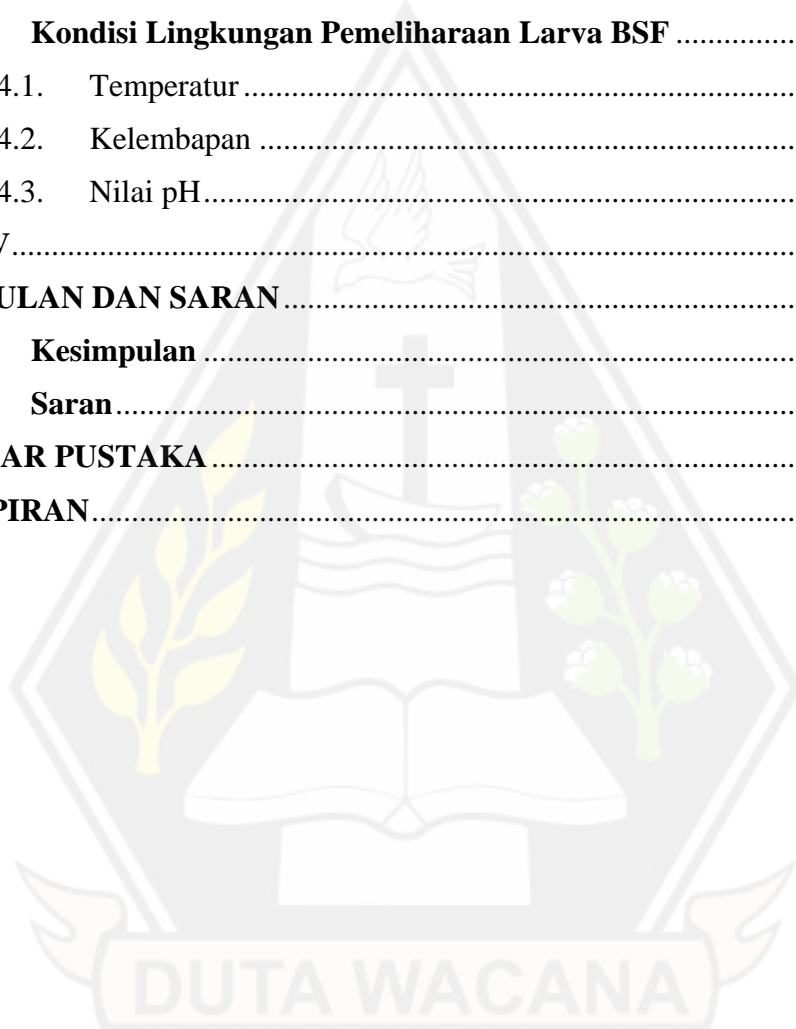 Kondisi Lingkungan Pemeliharaan Larva BSF ..............
4.1. Temperatur ..............................................................
4.2. Kelembapan .............................................................
4.3. Nilai pH ..................................................................
V ....................................................................................
ULAN DAN SARAN ..........................................................
Kesimpulan ....................................................................
Saran ............................................................................
AR PUSTAKA ..................................................................
PIRAN ...........................................................................
DUTA WACANA